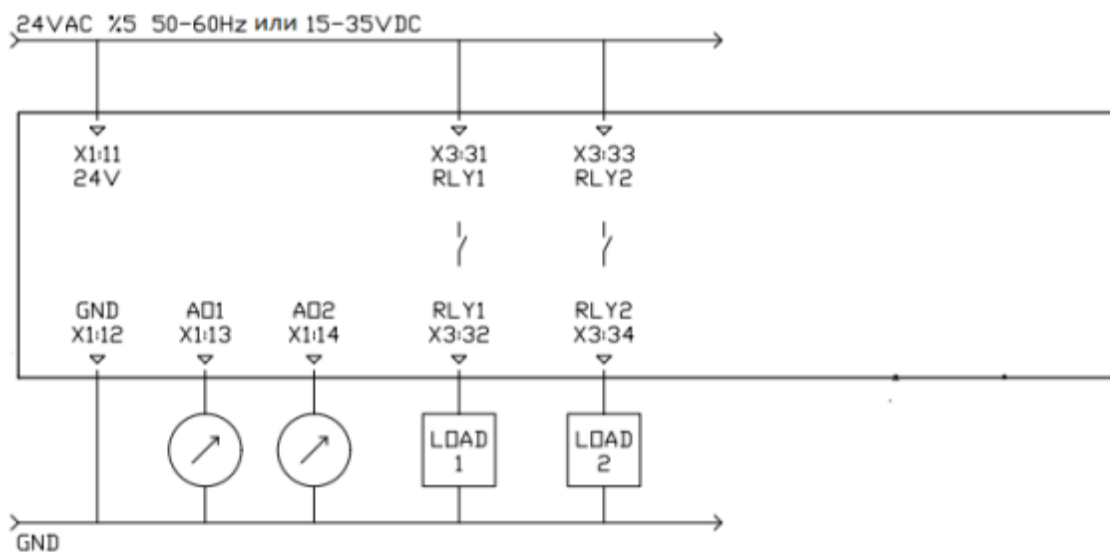 24VAC %5 50-60Hz или 15-35VDC
X1:11 X3:31 X3:33
24V RLY1 RLY2
GND AO1 AO2 RLY1 RLY2
X1:12 X1:13 X1:14 X3:32 X3:34
LOAD LOAD
1 2
GND